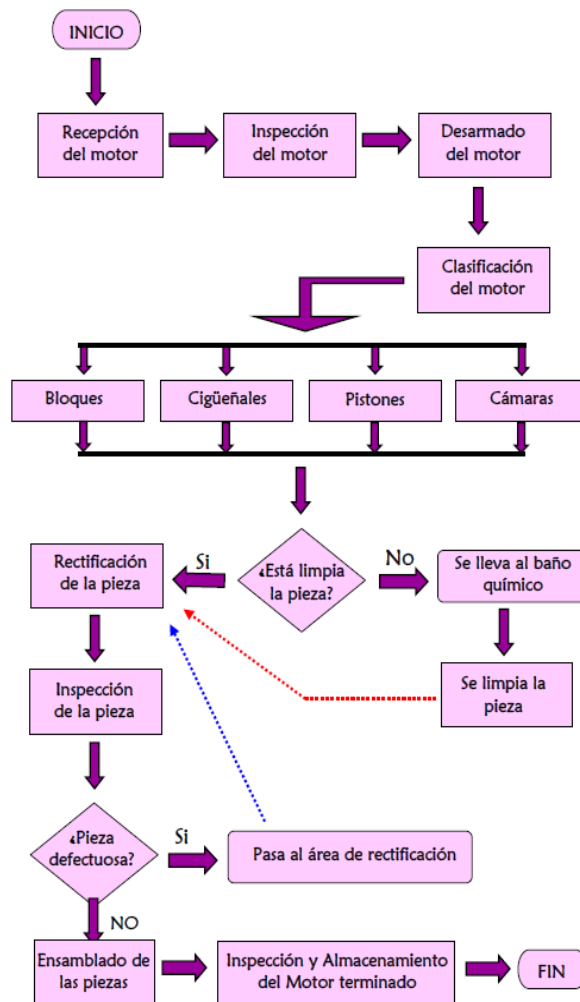 INICIO
Recepción
del motor
Inspección
del motor
Desarmado
del motor
Clasificación
del motor
Bloques
Cigüeñales
Pistones
Cámaras
Rectificación
de la pieza
Si
¿Está limpia
la pieza?
No
Se lleva al baño
químico
Inspección
de la pieza
Se limpia la
pieza
¿Pieza
defectuosa?
Si
Pasa al área de rectificación
NO
Ensamblado de
las piezas
Inspección y Almacenamiento
del Motor terminado
FIN